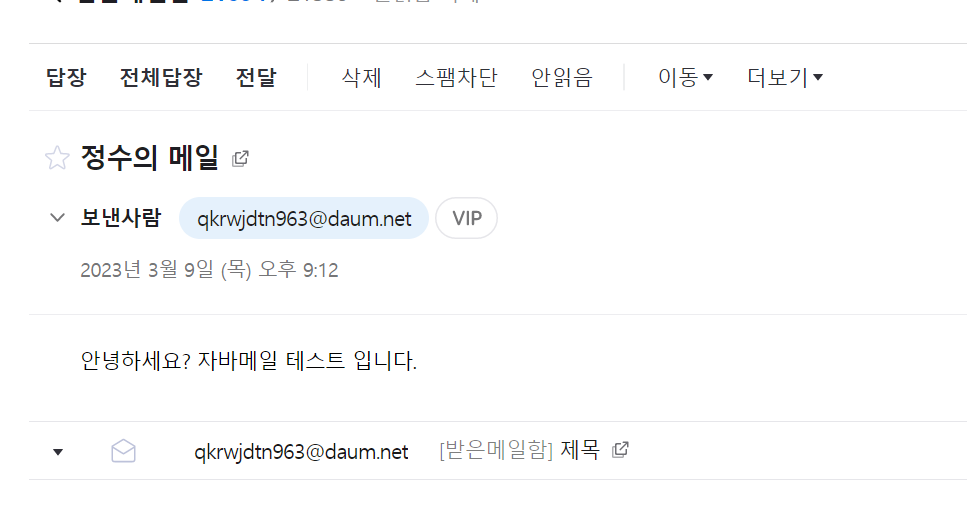 답장 전체답장 전달 삭제 스팸차단 안읽음 이동 더보기
정수의 메일
보낸사람 qkrwjdtn963@daum.net VIP
2023년 3월 9일 (목) 오후 9:12
안녕하세요? 자바메일 테스트 입니다.
qkrwjdtn963@daum.net [받은메일함] 제목